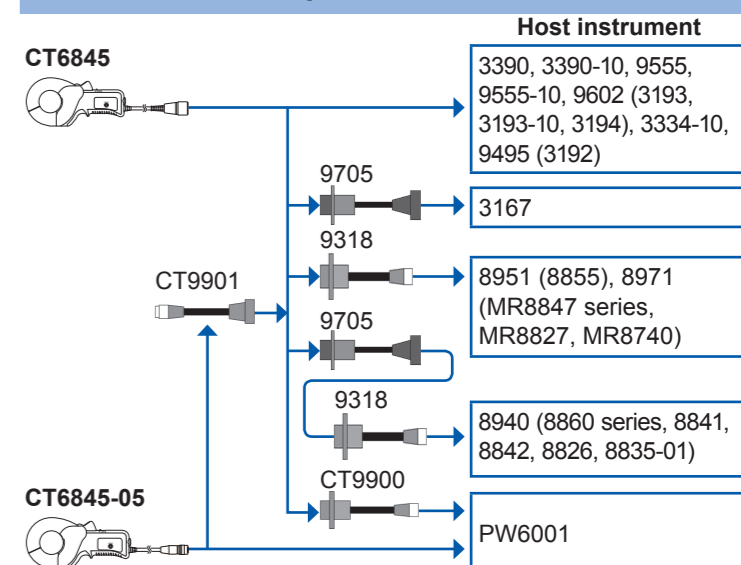 Host instrument
CT6845
3390, 3390-10, 9555,
9555-10, 9602 (3193,
3193-10, 3194), 3334-10,
9495 (3192)
9705
3167
9318
CT9901
8951 (8855), 8971
(MR8847 series,
MR8827, MR8740)
9705
9318
8940 (8860 series, 8841,
8842, 8826, 8835-01)
CT9900
CT6845-05
PW6001